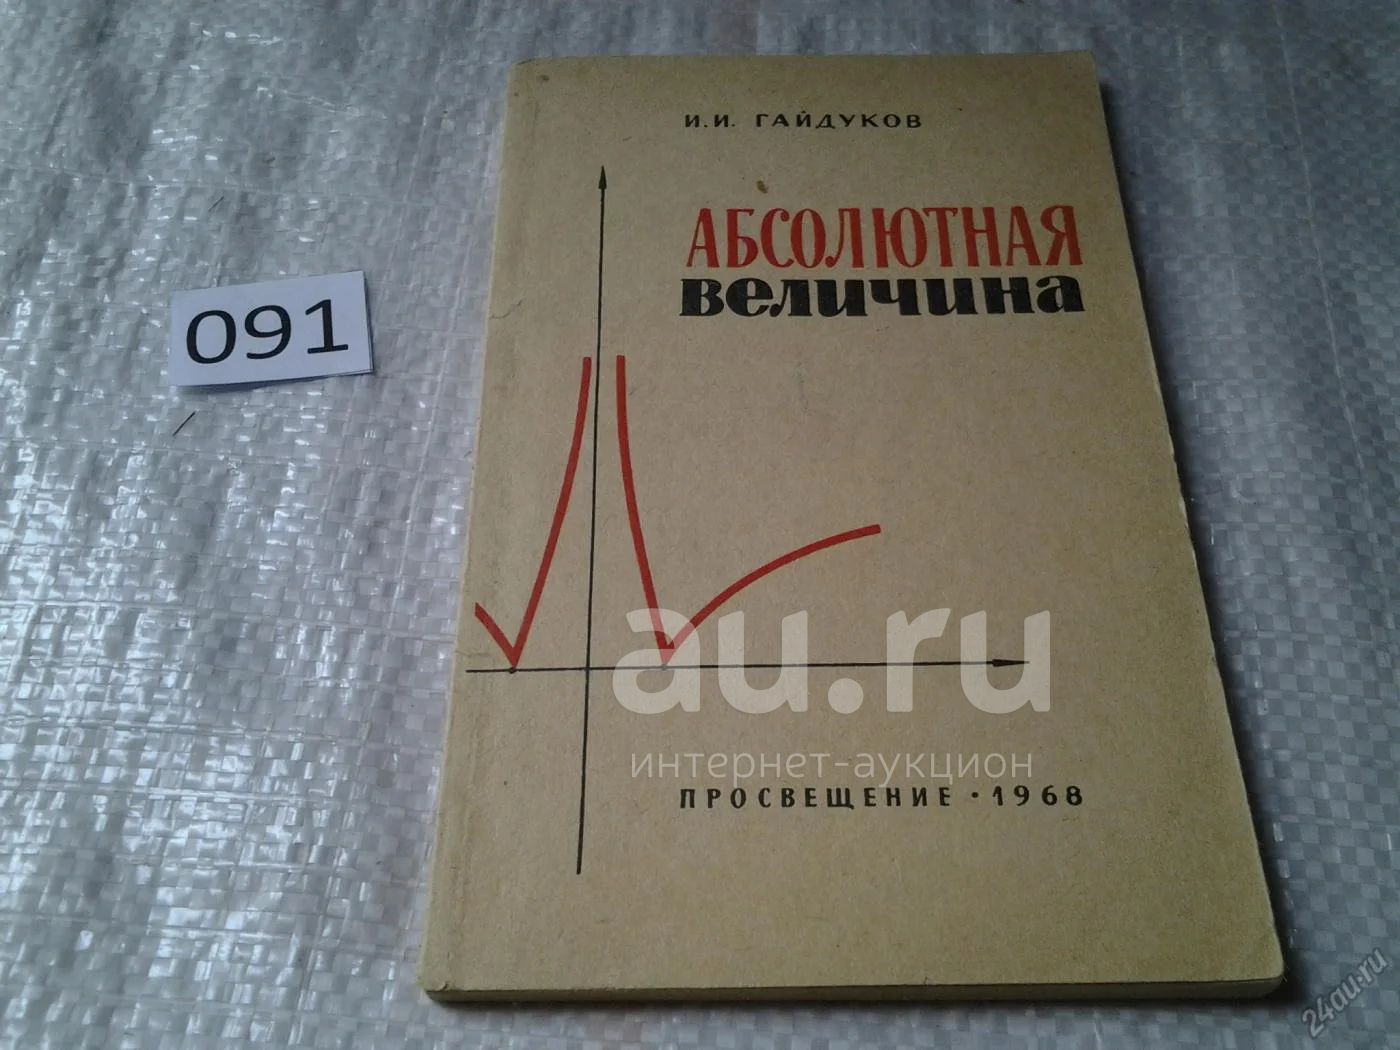 И.И. ГАЙДУКОВ
АБСОЛЮТНАЯ
величина
091
au.ru
интернет-аукцион
ПРОСВЕЩЕНИЕ · 1968
24au.ru